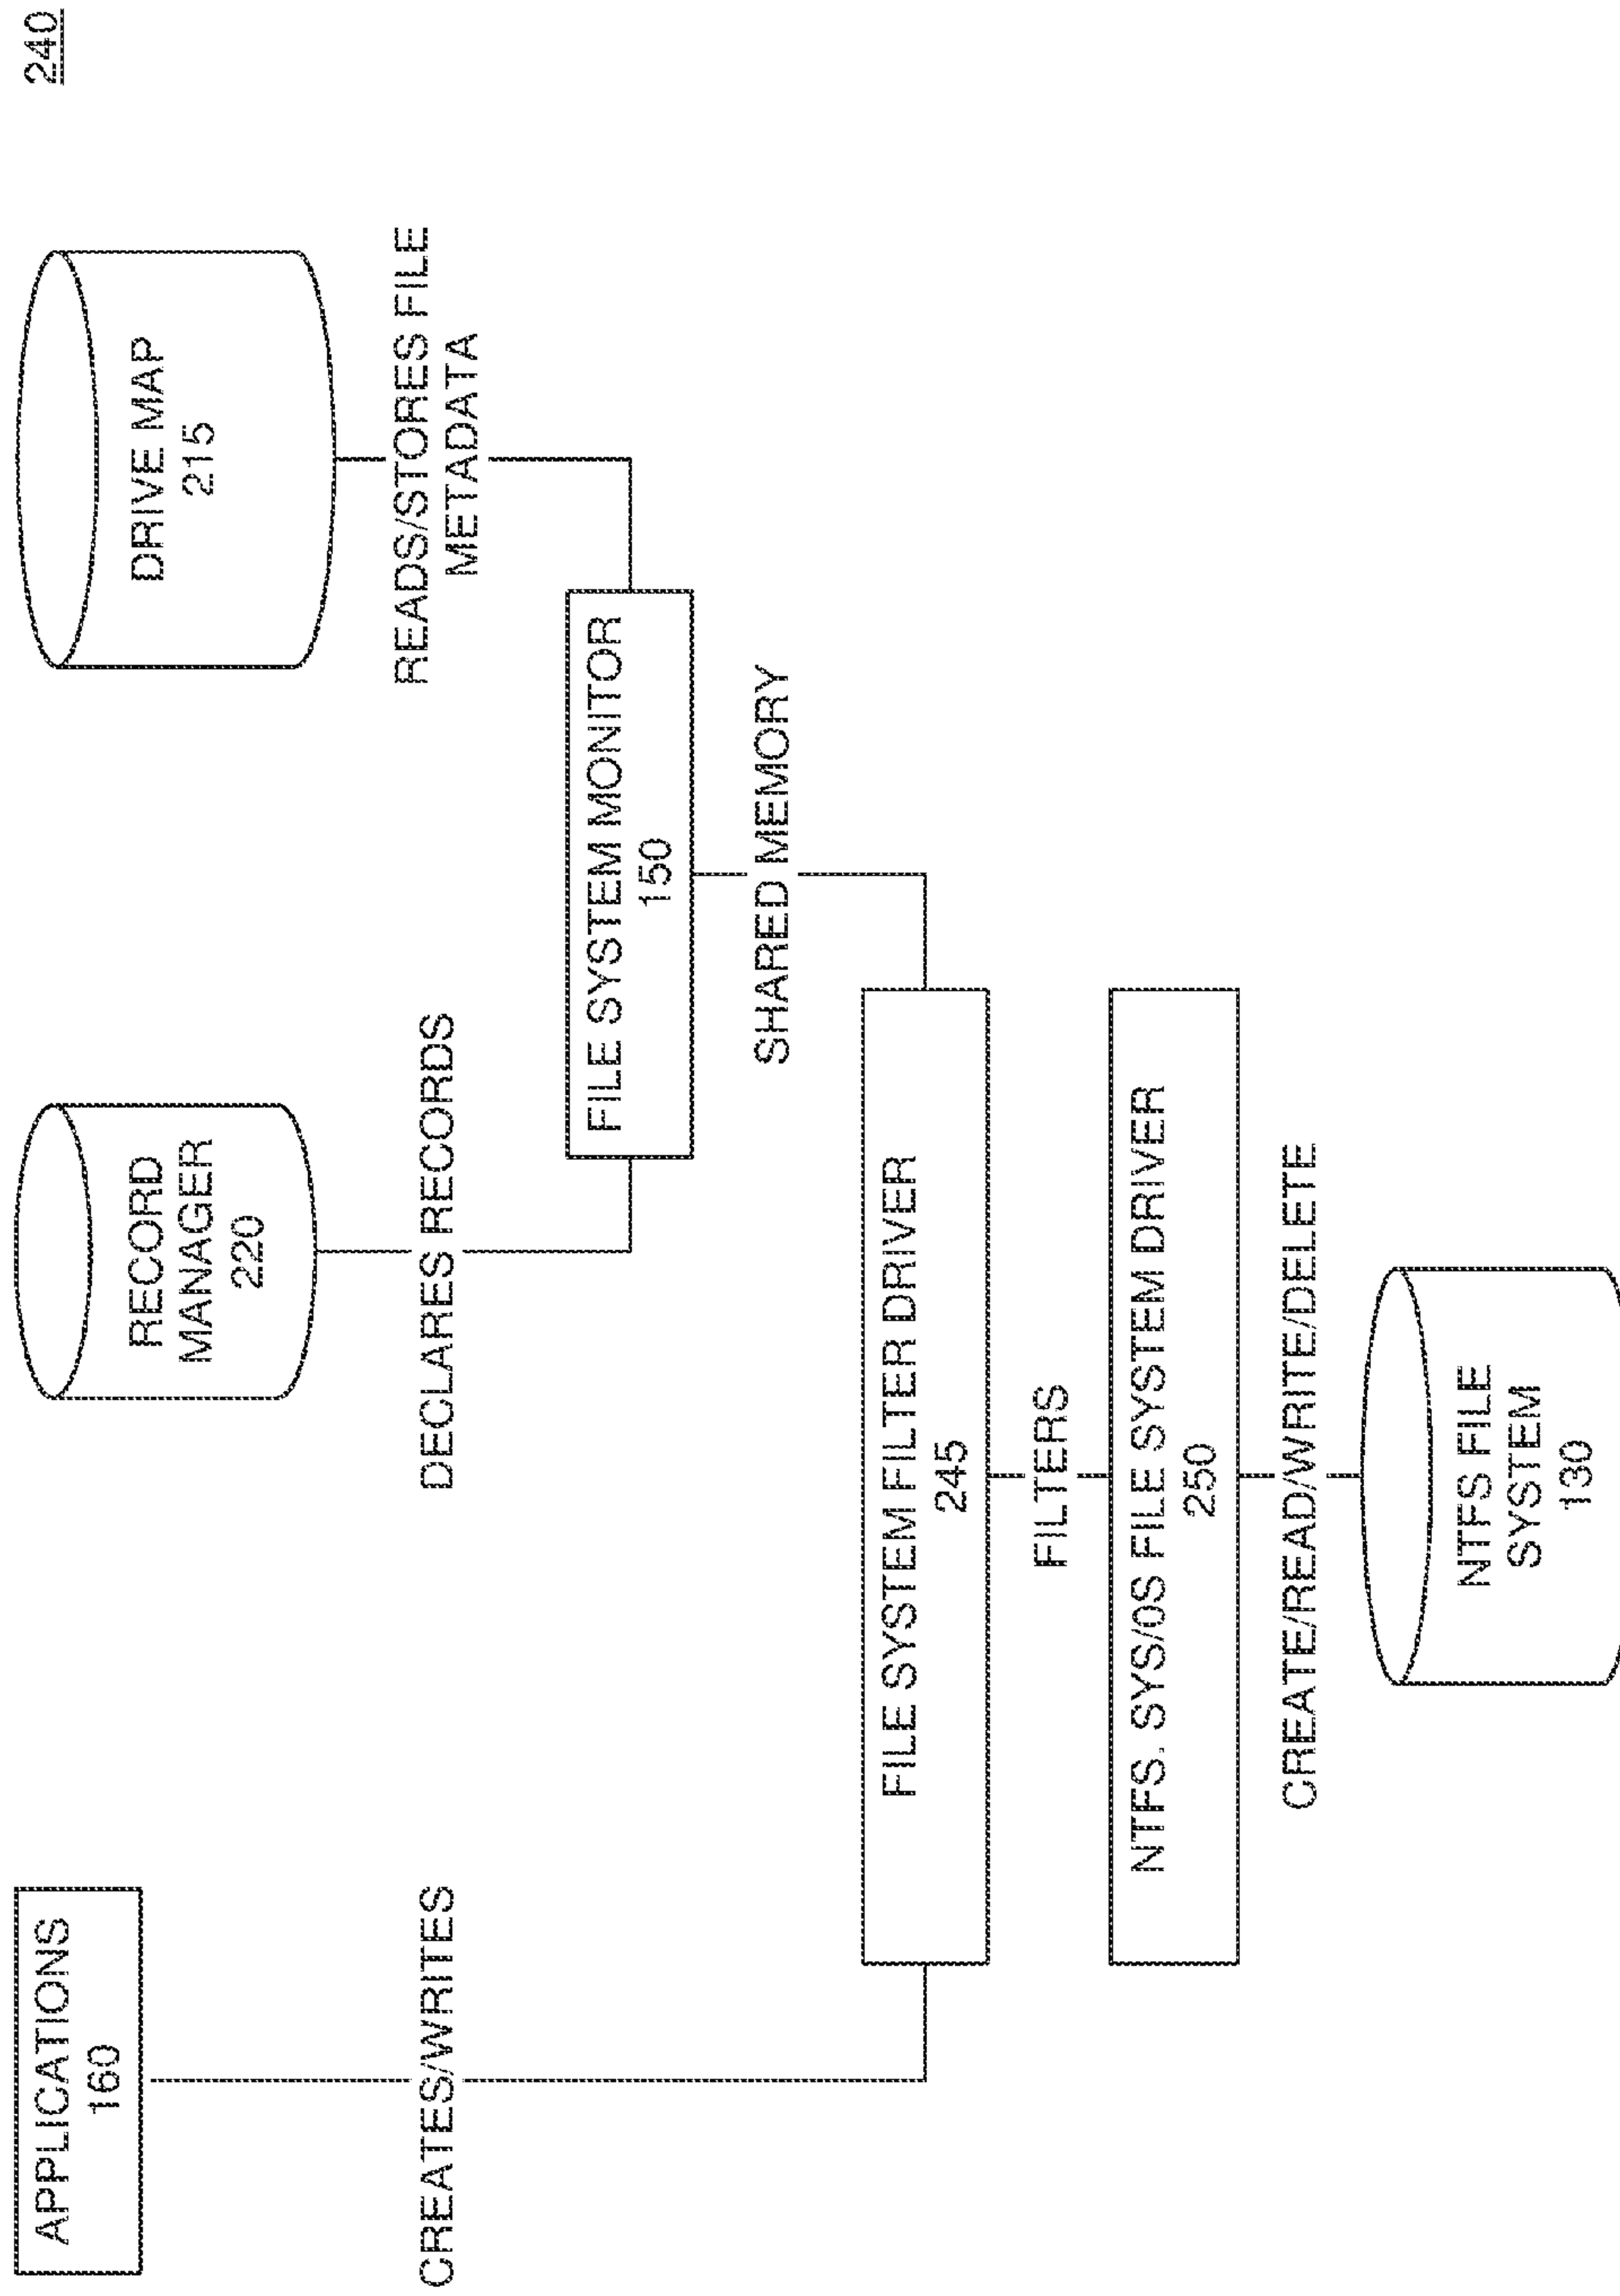 240
APPLICATIONS
160
RECORD
MANAGER
220
DRIVE MAP
215
CREATES/WRITES
DECLARES RECORDS
READS/STORES FILE
METADATA
FILE SYSTEM MONITOR
150
SHARED MEMORY
FILE SYSTEM FILTER DRIVER
245
FILTERS
NTFS. SYS/0S FILE SYSTEM DRIVER
250
CREATE/READ/WRITE/DELETE
NTFS FILE
SYSTEM
130